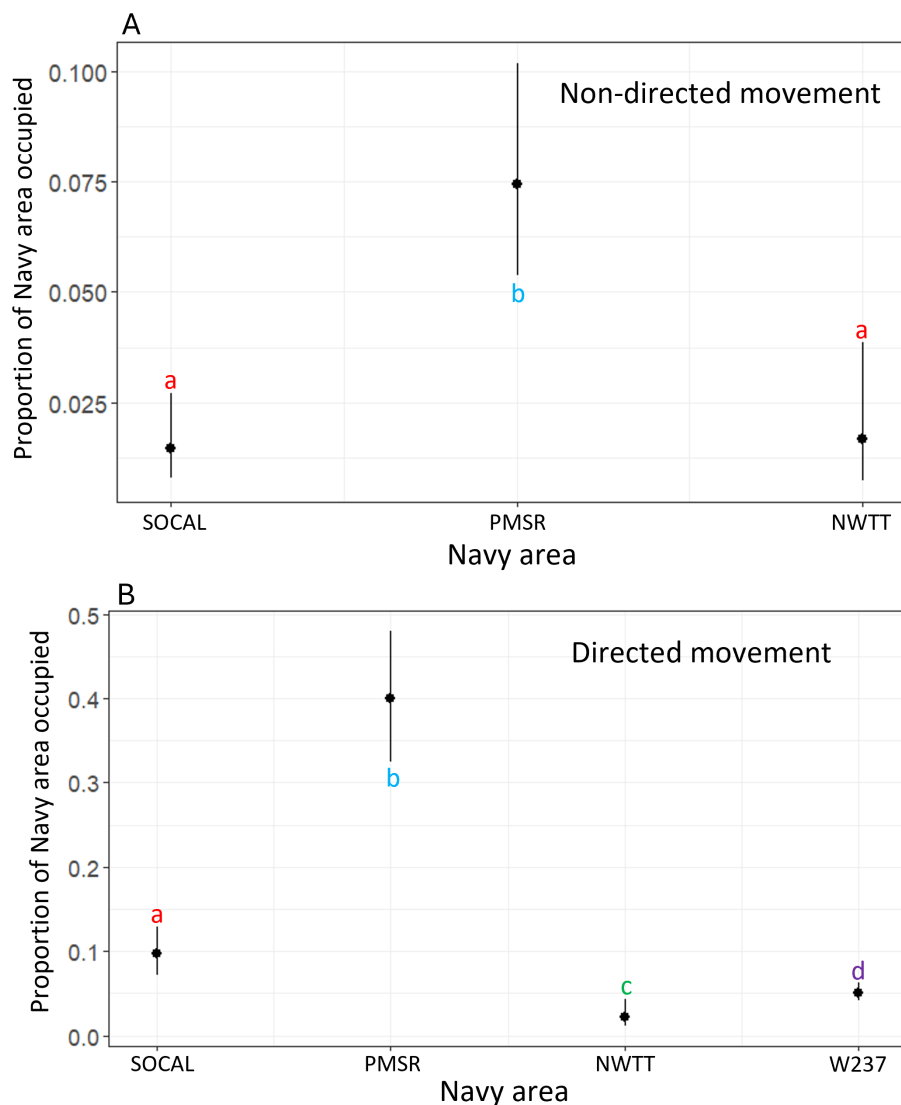 A
Proportion of Navy area occupied
0.100
0.075
0.050
0.025
Non-directed movement
a
b
a
SOCAL PMSR NWTT
Navy area
B
Proportion of Navy area occupied
0.5
0.4
0.3
0.2
0.1
0.0
Directed movement
a
b
c
d
SOCAL PMSR NWTT W237
Navy area